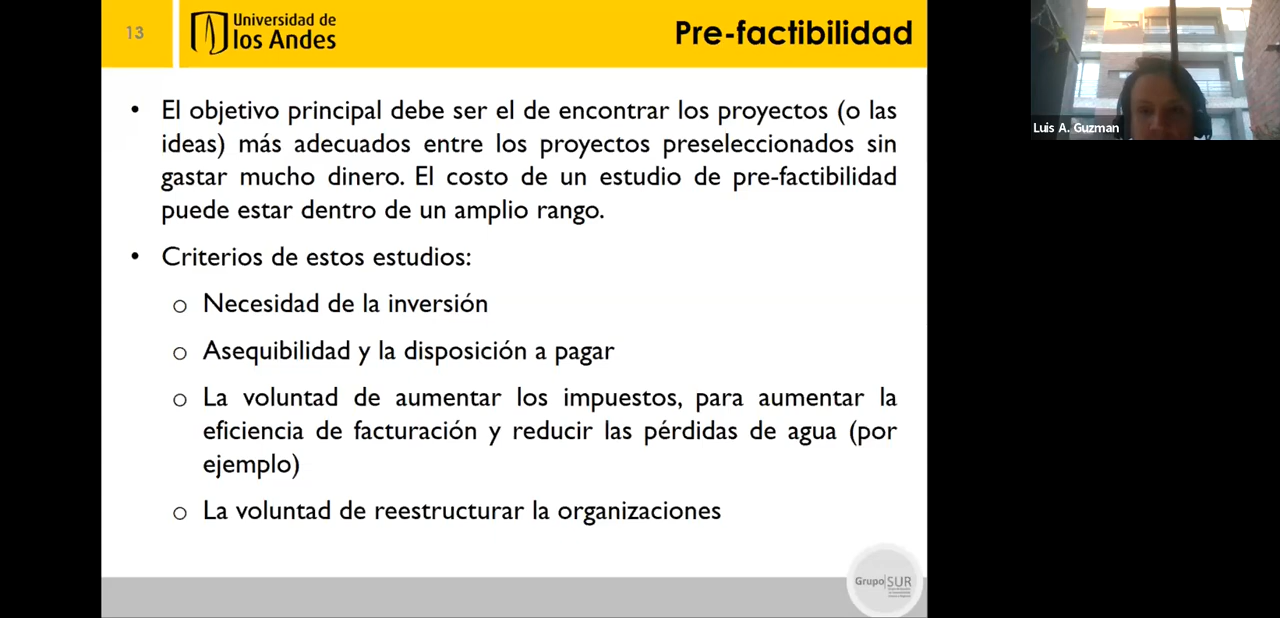 13
Universidad de
los Andes
Pre-factibilidad
• El objetivo principal debe ser el de encontrar los proyectos (o las
ideas) más adecuados entre los proyectos preseleccionados sin
gastar mucho dinero. El costo de un estudio de pre-factibilidad
puede estar dentro de un amplio rango.
• Criterios de estos estudios:
o Necesidad de la inversión
o Asequibilidad y la disposición a pagar
o La voluntad de aumentar los impuestos, para aumentar la
eficiencia de facturación y reducir las pérdidas de agua (por
ejemplo)
o La voluntad de reestructurar la organizaciones
Grupo|SUR
Luis A. Guzman